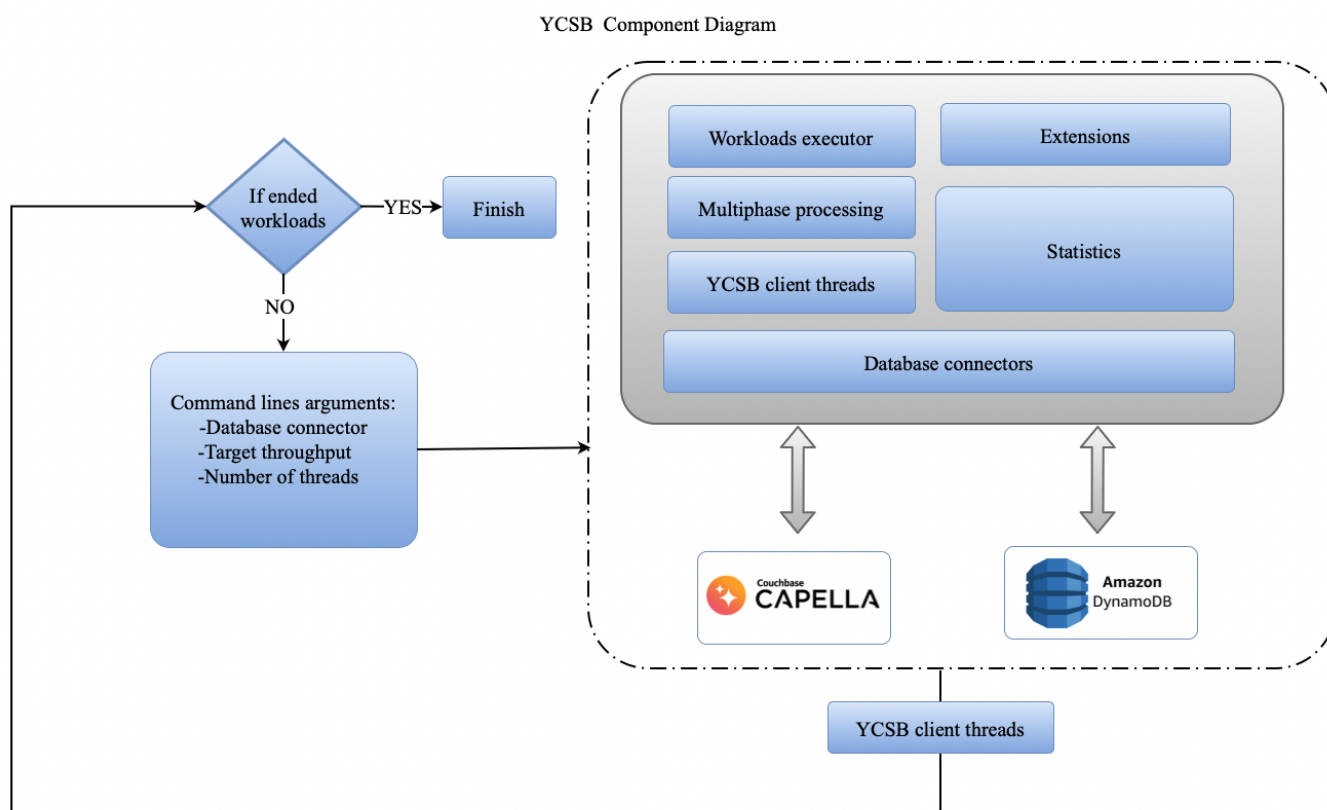 YCSB  Component Diagram
Workloads executor
Extensions
If ended
workloads
YES
Finish
Multiphase processing
Statistics
YCSB client threads
NO
Database connectors
Command lines arguments:
-Database connector
-Target throughput
-Number of threads
Couchbase
CAPELLA
Amazon
DynamoDB
YCSB client threads